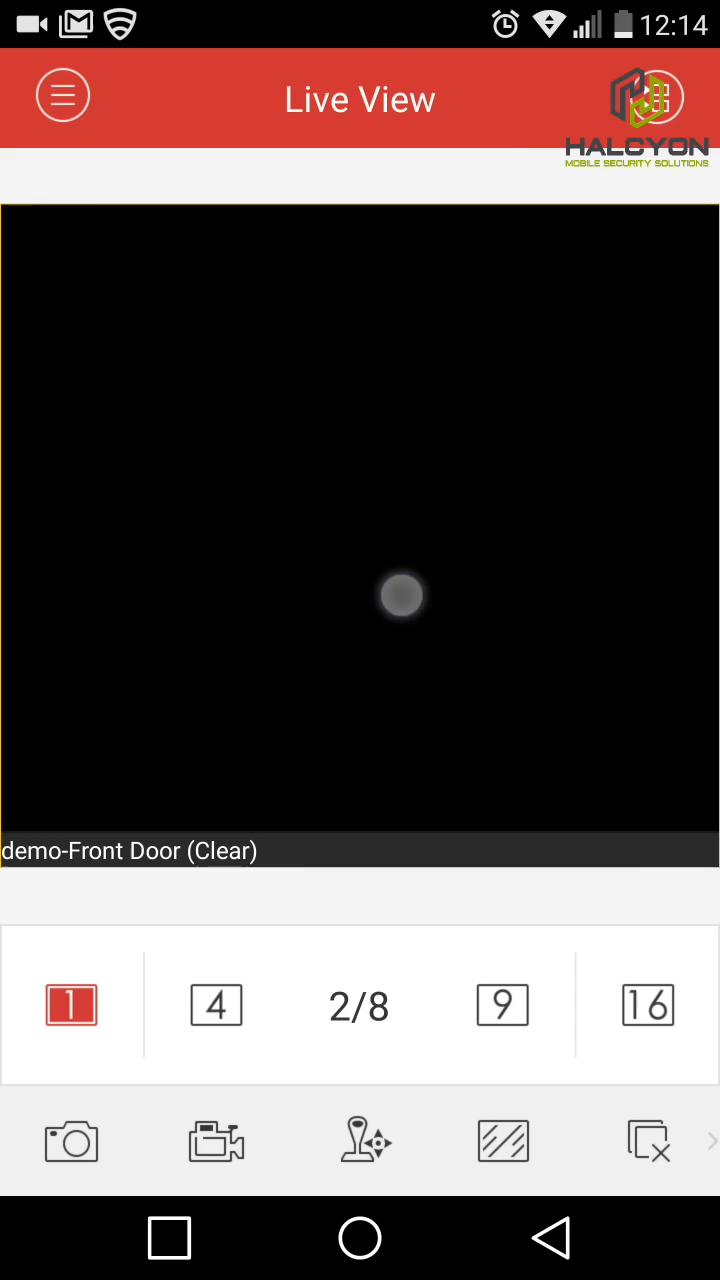 12:14
Live View
HALCYON
MOBILE SECURITY SOLUTIONS
demo-Front Door (Clear)
1 4 2/8 9 16